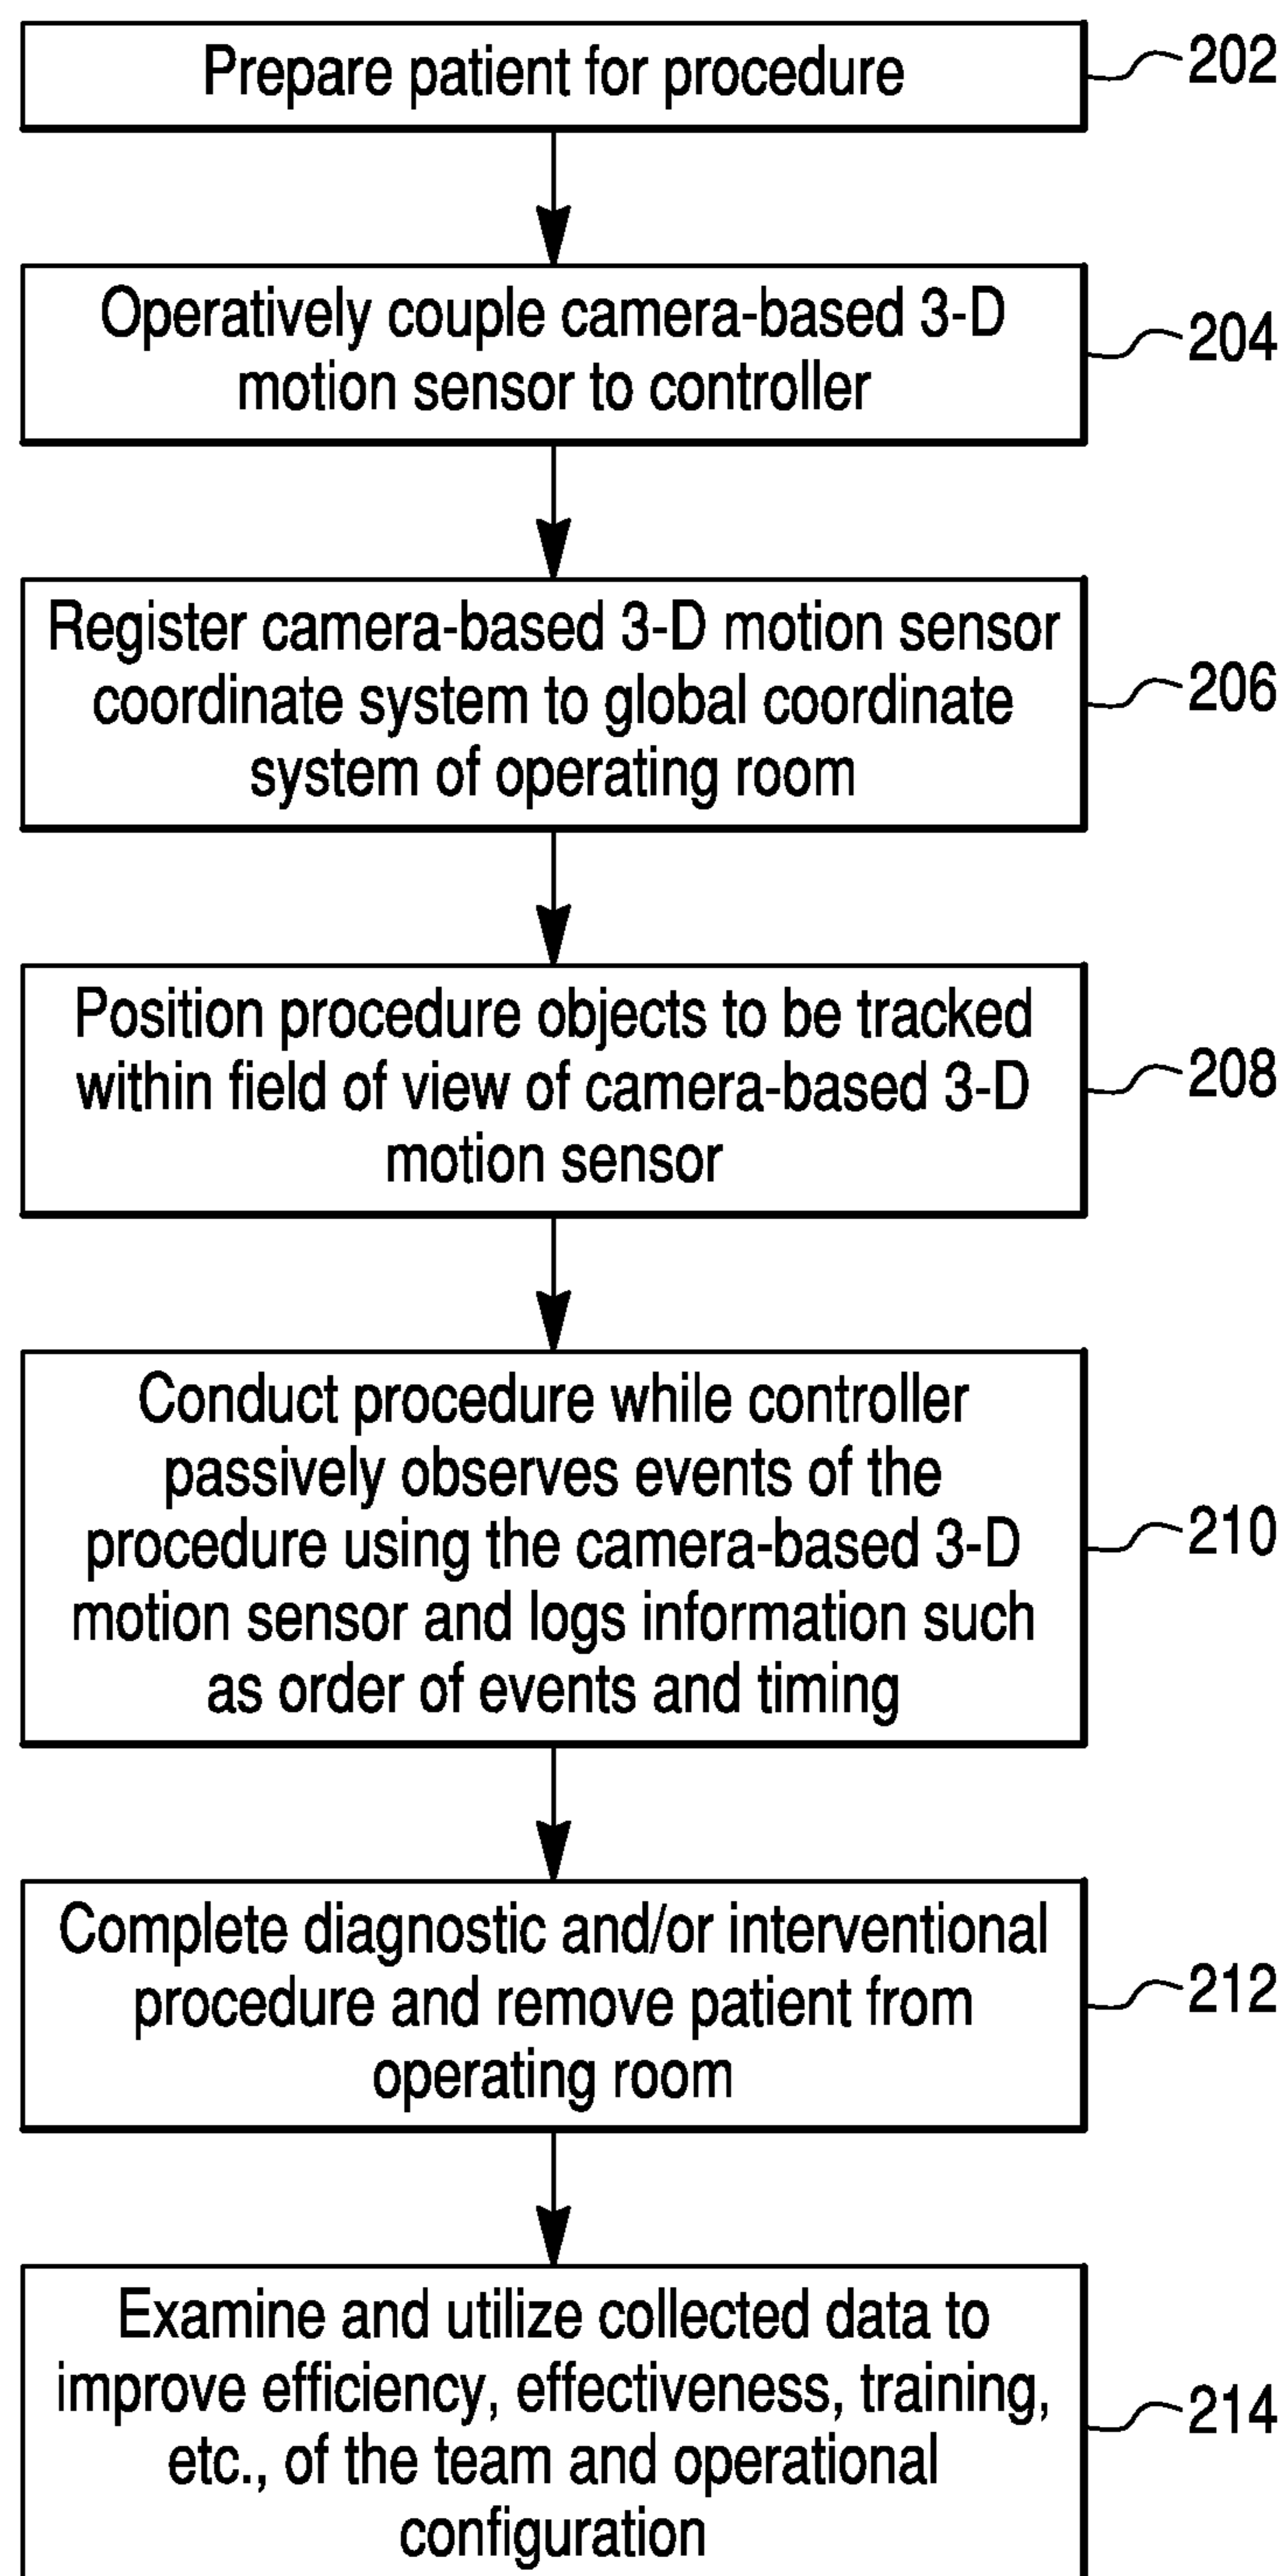 Prepare patient for procedure
202
Operatively couple camera-based 3-D
motion sensor to controller
204
Register camera-based 3-D motion sensor
coordinate system to global coordinate
system of operating room
206
Position procedure objects to be tracked
within field of view of camera-based 3-D
motion sensor
208
Conduct procedure while controller
passively observes events of the
procedure using the camera-based 3-D
motion sensor and logs information such
as order of events and timing
210
Complete diagnostic and/or interventional
procedure and remove patient from
operating room
212
Examine and utilize collected data to
improve efficiency, effectiveness, training,
etc., of the team and operational
configuration
214